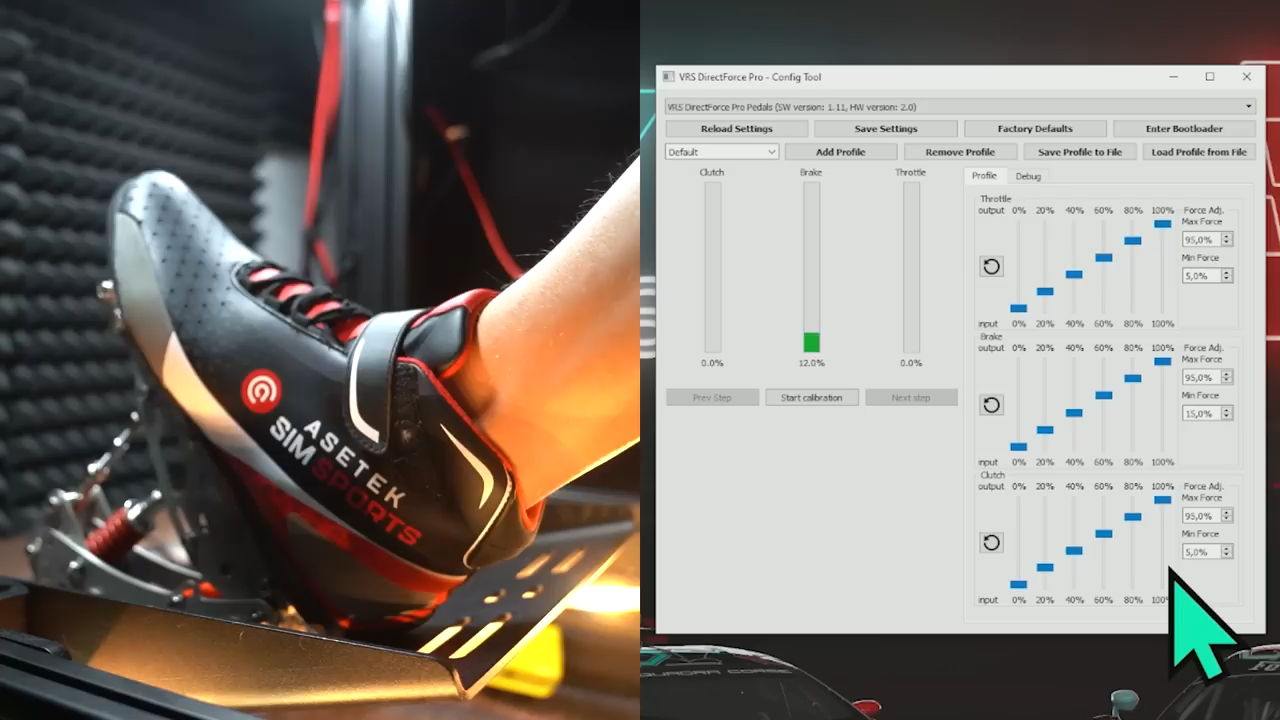 ASETEK
SIMSPORTS
VRS DirectForce Pro - Config Tool
VRS DirectForce Pro Pedals (SW version: 1.11, HW version: 2.0)
Reload Settings
Save Settings
Factory Defaults
Enter Bootloader
Default
Add Profile
Remove Profile
Save Profile to File
Load Profile from File
Clutch
Brake
Throttle
0.0%
12.0%
0.0%
Prev Step
Start calibration
Next step
Profile
Debug
Throttle
output 0% 20% 40% 60% 80% 100%
Force Adj.
Max Force
95,0%
Min Force
5,0%
input 0% 20% 40% 60% 80% 100%
Brake
output 0% 20% 40% 60% 80% 100%
Force Adj.
Max Force
95,0%
Min Force
15,0%
input 0% 20% 40% 60% 80% 100%
Clutch
output 0% 20% 40% 60% 80% 100%
Force Adj.
Max Force
95,0%
Min Force
5,0%
input 0% 20% 40% 60% 80% 100